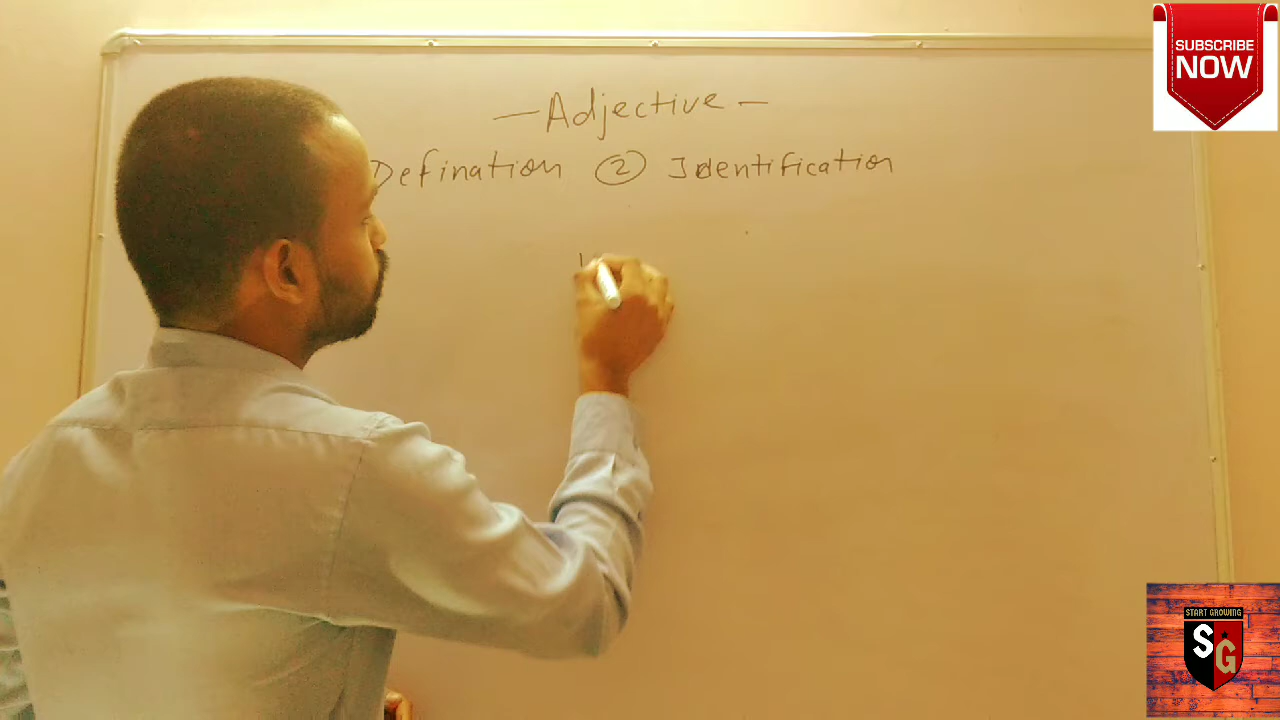 SUBSCRIBE
NOW
— Adjective —
Defination ② Identification
START GROWING
SG